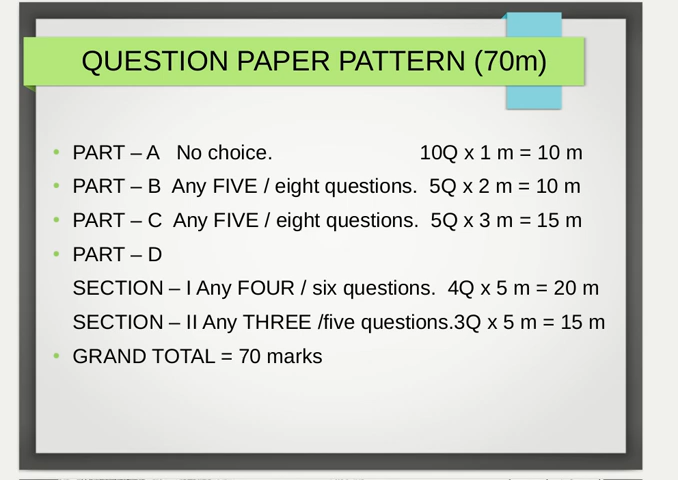 QUESTION PAPER PATTERN (70m)
• PART – A No choice. 10Q x 1 m = 10 m
• PART – B Any FIVE / eight questions. 5Q x 2 m = 10 m
• PART – C Any FIVE / eight questions. 5Q x 3 m = 15 m
• PART – D
SECTION – I Any FOUR / six questions. 4Q x 5 m = 20 m
SECTION – II Any THREE /five questions.3Q x 5 m = 15 m
• GRAND TOTAL = 70 marks